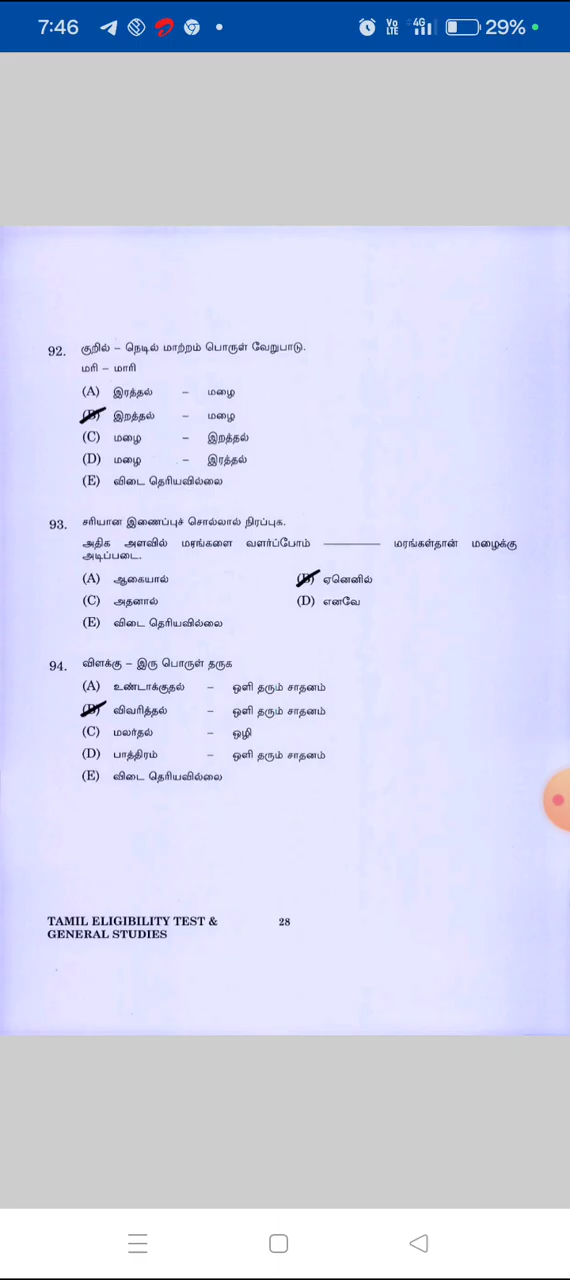 7:46
Vo LTE 4G 29%
92. குறில் – நெடில் மாற்றம் பொருள் வேறுபாடு.
மரி – மாரி
(A) இரத்தல் – மழை
(B) இறத்தல் – மழை
(C) மழை – இறத்தல்
(D) மழை – இரத்தல்
(E) விடை தெரியவில்லை
93. சரியான இணைப்புச் சொல்லால் நிரப்புக.
அதிக அளவில் மரங்களை வளர்ப்போம் ———— மரங்கள்தான் மழைக்கு
அடிப்படை.
(A) ஆகையால் (B) ஏனெனில்
(C) அதனால் (D) எனவே
(E) விடை தெரியவில்லை
94. விளக்கு – இரு பொருள் தருக
(A) உண்டாக்குதல் – ஒளி தரும் சாதனம்
(B) விவரித்தல் – ஒளி தரும் சாதனம்
(C) மலர்தல் – ஒழி
(D) பாத்திரம் – ஒளி தரும் சாதனம்
(E) விடை தெரியவில்லை
TAMIL ELIGIBILITY TEST & 28
GENERAL STUDIES